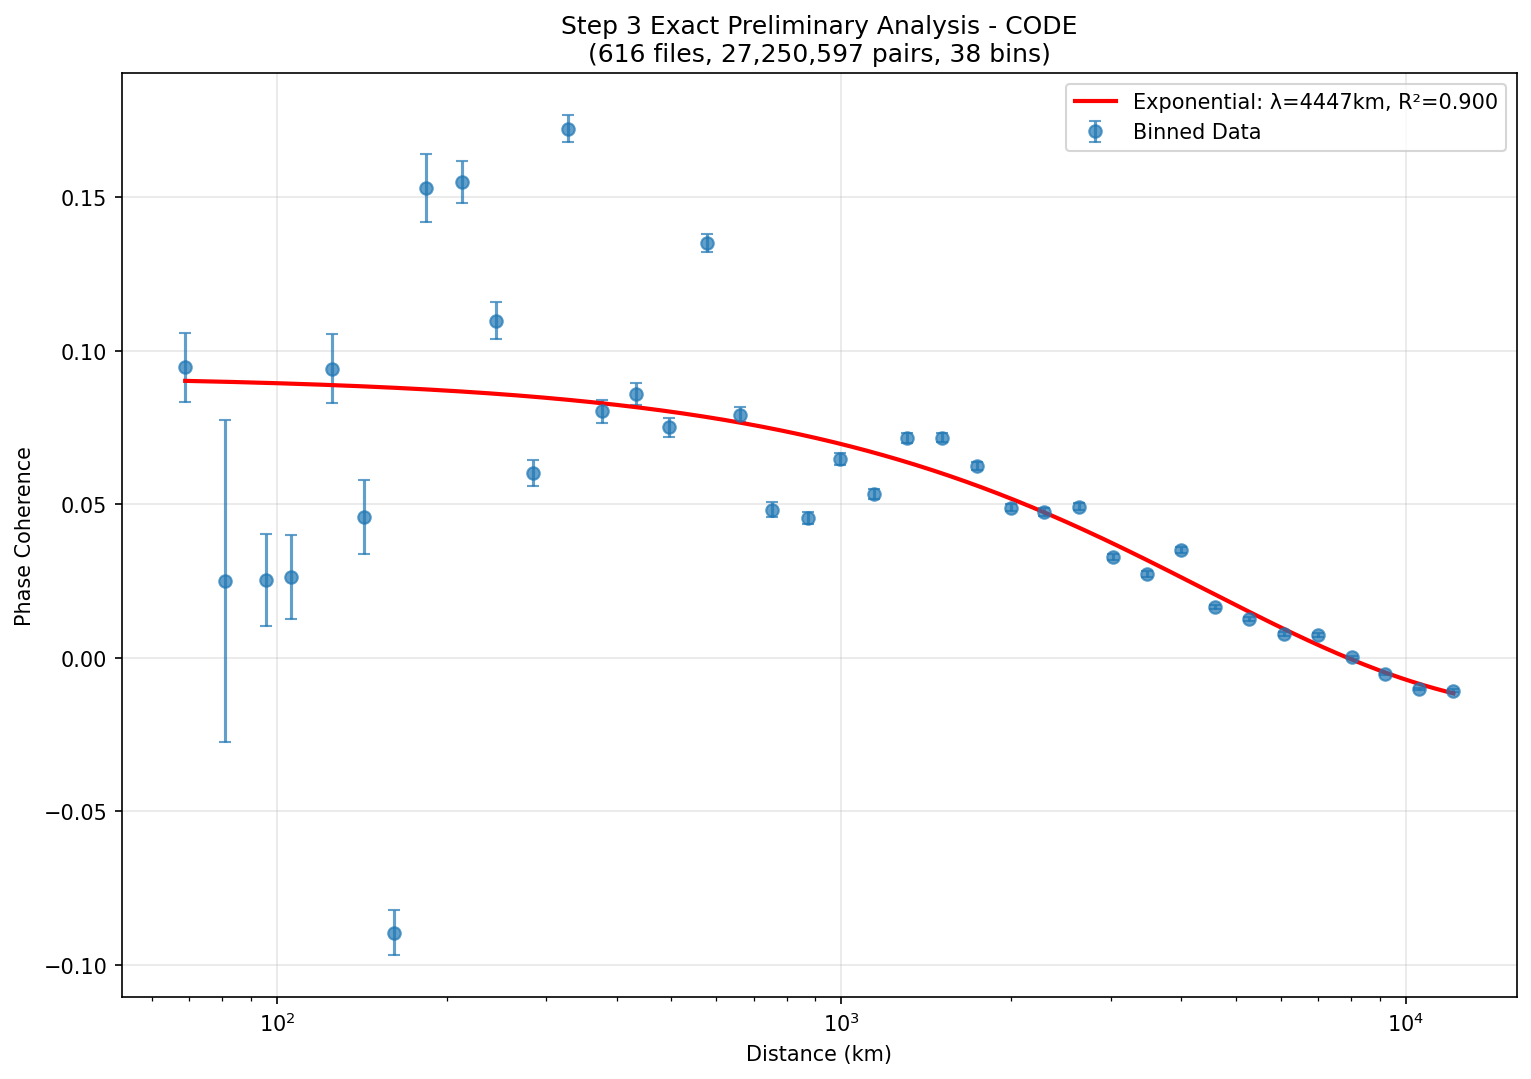 Step 3 Exact Preliminary Analysis - CODE
(616 files, 27,250,597 pairs, 38 bins)
Exponential: λ=4447km, R²=0.900
Binned Data
Phase Coherence
0.15
0.10
0.05
0.00
−0.05
−0.10
10²
10³
10⁴
Distance (km)